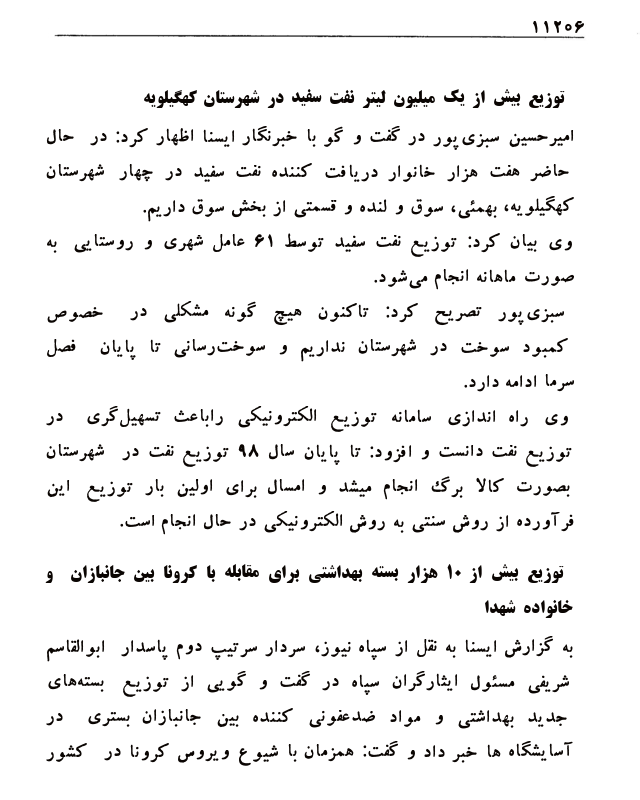 ۱۱۲۰۶
توزیع بیش از یک میلیون لیتر نفت سفید در شهرستان کهگیلویه
امیرحسین سبزی‌پور در گفت و گو با خبرنگار ایسنا اظهار کرد: در حال
حاضر هفت هزار خانوار دریافت کننده نفت سفید در چهار شهرستان
کهگیلویه، بهمئی، سوق و لنده و قسمتی از بخش سوق داریم.
وی بیان کرد: توزیع نفت سفید توسط ۶۱ عامل شهری و روستایی به
صورت ماهانه انجام می‌شود.
سبزی‌پور تصریح کرد: تاکنون هیچ گونه مشکلی در خصوص
کمبود سوخت در شهرستان نداریم و سوخت‌رسانی تا پایان فصل
سرما ادامه دارد.
وی راه اندازی سامانه توزیع الکترونیکی راباعث تسهیل‌گری در
توزیع نفت دانست و افزود: تا پایان سال ۹۸ توزیع نفت در شهرستان
بصورت کالا برگ انجام میشد و امسال برای اولین بار توزیع این
فرآورده از روش سنتی به روش الکترونیکی در حال انجام است.
توزیع بیش از ۱۰ هزار بسته بهداشتی برای مقابله با کرونا بین جانبازان و
خانواده شهدا
به گزارش ایسنا به نقل از سپاه نیوز، سردار سرتیپ دوم پاسدار ابوالقاسم
شریفی مسئول ایثارگران سپاه در گفت و گویی از توزیع بسته‌های
جدید بهداشتی و مواد ضدعفونی کننده بین جانبازان بستری در
آسایشگاه ها خبر داد و گفت: همزمان با شیوع ویروس کرونا در کشور